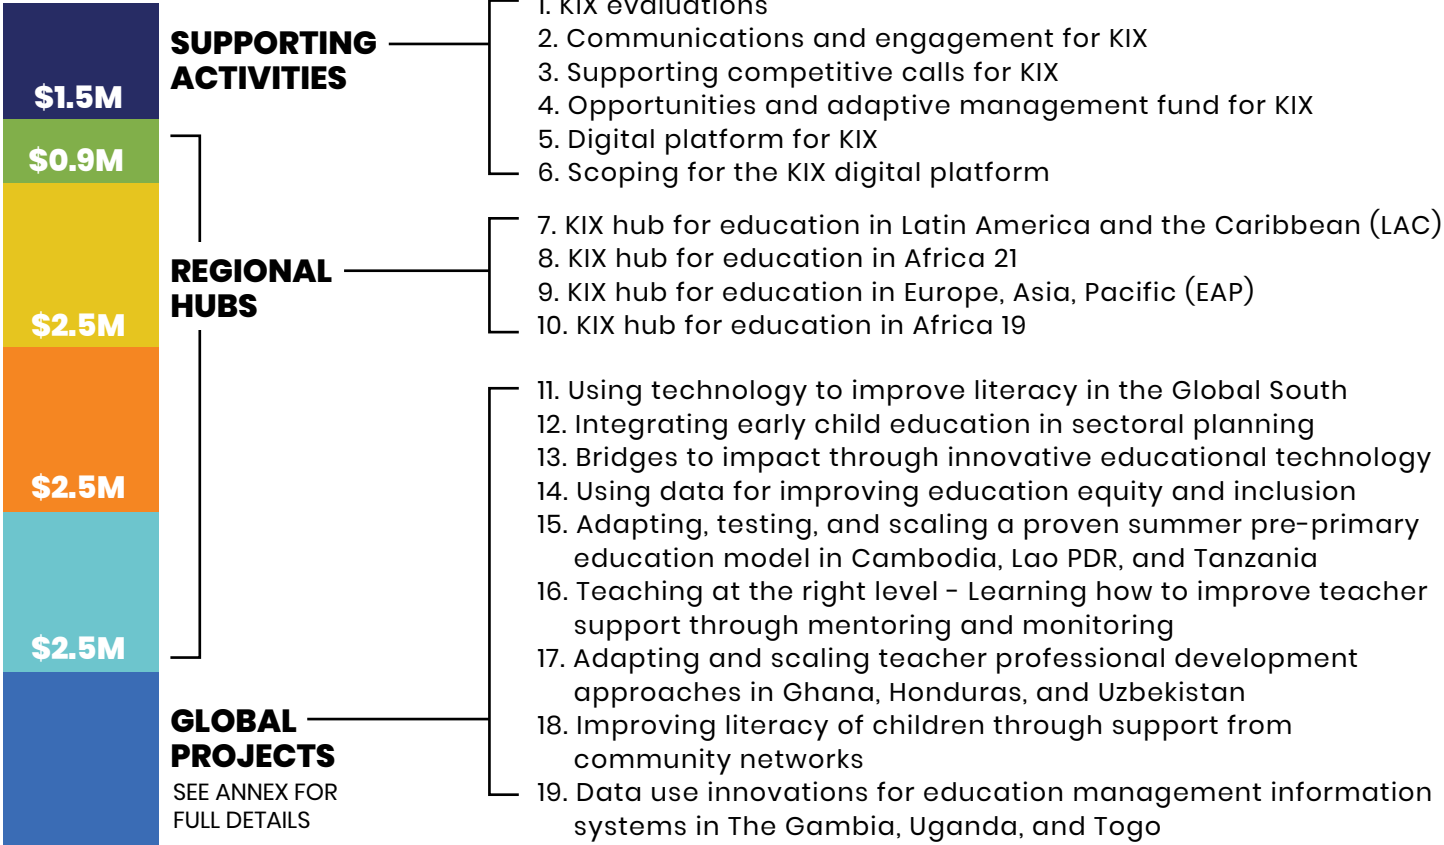 $1.5M
$0.9M
$2.5M
$2.5M
$2.5M
SUPPORTING
ACTIVITIES
1. KIX evaluations
2. Communications and engagement for KIX
3. Supporting competitive calls for KIX
4. Opportunities and adaptive management fund for KIX
5. Digital platform for KIX
6. Scoping for the KIX digital platform
REGIONAL
HUBS
7. KIX hub for education in Latin America and the Caribbean (LAC)
8. KIX hub for education in Africa 21
9. KIX hub for education in Europe, Asia, Pacific (EAP)
10. KIX hub for education in Africa 19
GLOBAL
PROJECTS
SEE ANNEX FOR
FULL DETAILS
11. Using technology to improve literacy in the Global South
12. Integrating early child education in sectoral planning
13. Bridges to impact through innovative educational technology
14. Using data for improving education equity and inclusion
15. Adapting, testing, and scaling a proven summer pre-primary
education model in Cambodia, Lao PDR, and Tanzania
16. Teaching at the right level - Learning how to improve teacher
support through mentoring and monitoring
17. Adapting and scaling teacher professional development
approaches in Ghana, Honduras, and Uzbekistan
18. Improving literacy of children through support from
community networks
19. Data use innovations for education management information
systems in The Gambia, Uganda, and Togo